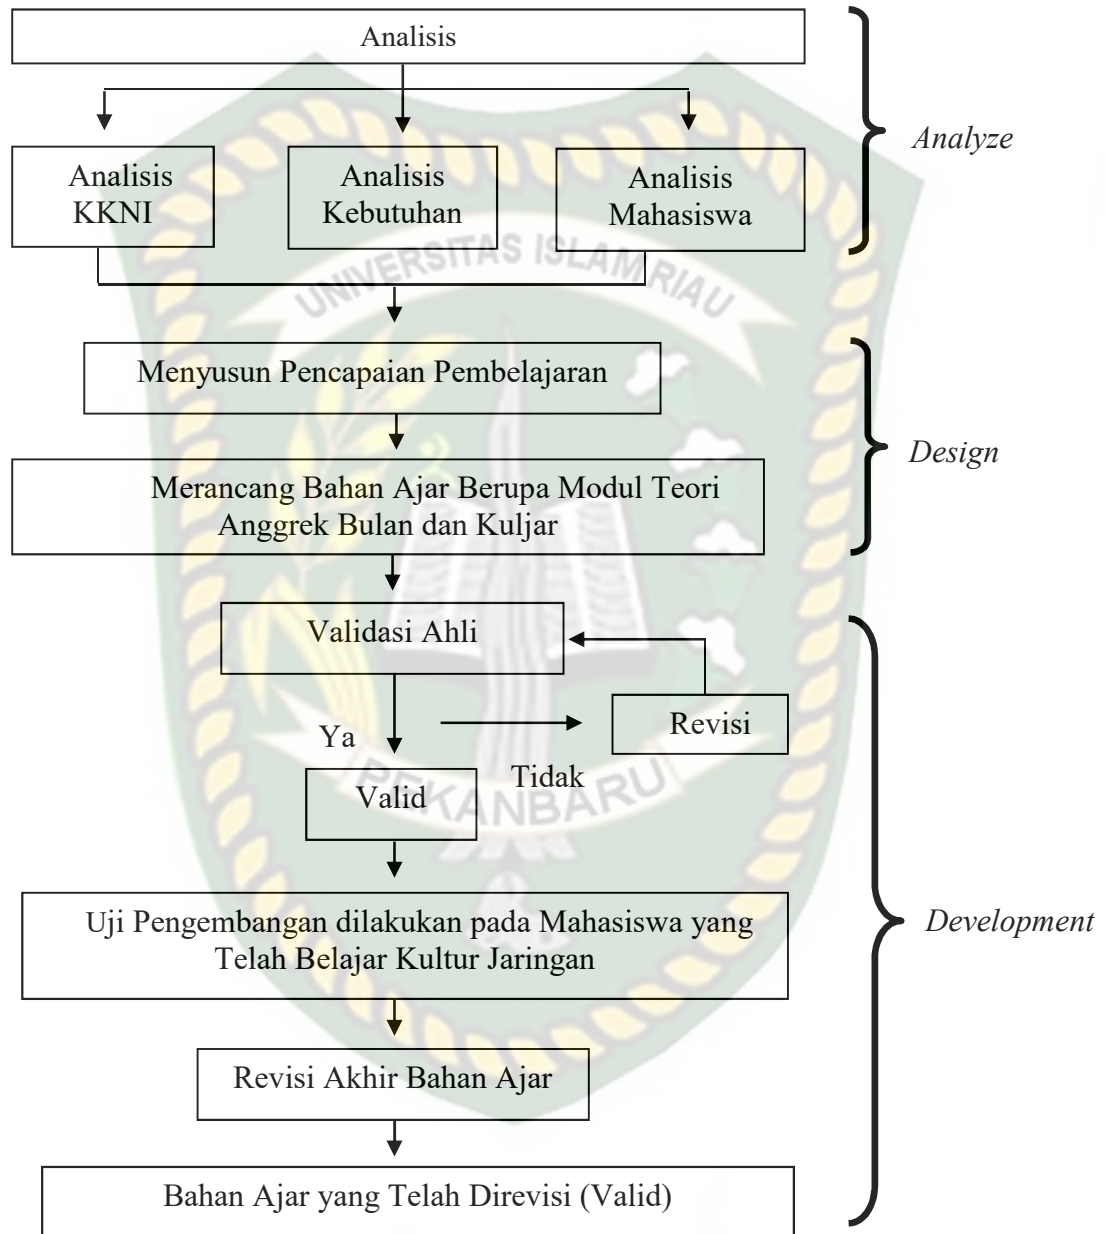 Analisis
Analyze
Analisis
KKNI
Analisis
Kebutuhan
Analisis
Mahasiswa
UNIVERSITAS ISLAM RIAU
Menyusun Pencapaian Pembelajaran
Design
Merancang Bahan Ajar Berupa Modul Teori
Anggrek Bulan dan Kuljar
Validasi Ahli
Revisi
Ya
Tidak
Valid
PEKANBARU
Uji Pengembangan dilakukan pada Mahasiswa yang
Telah Belajar Kultur Jaringan
Development
Revisi Akhir Bahan Ajar
Bahan Ajar yang Telah Direvisi (Valid)